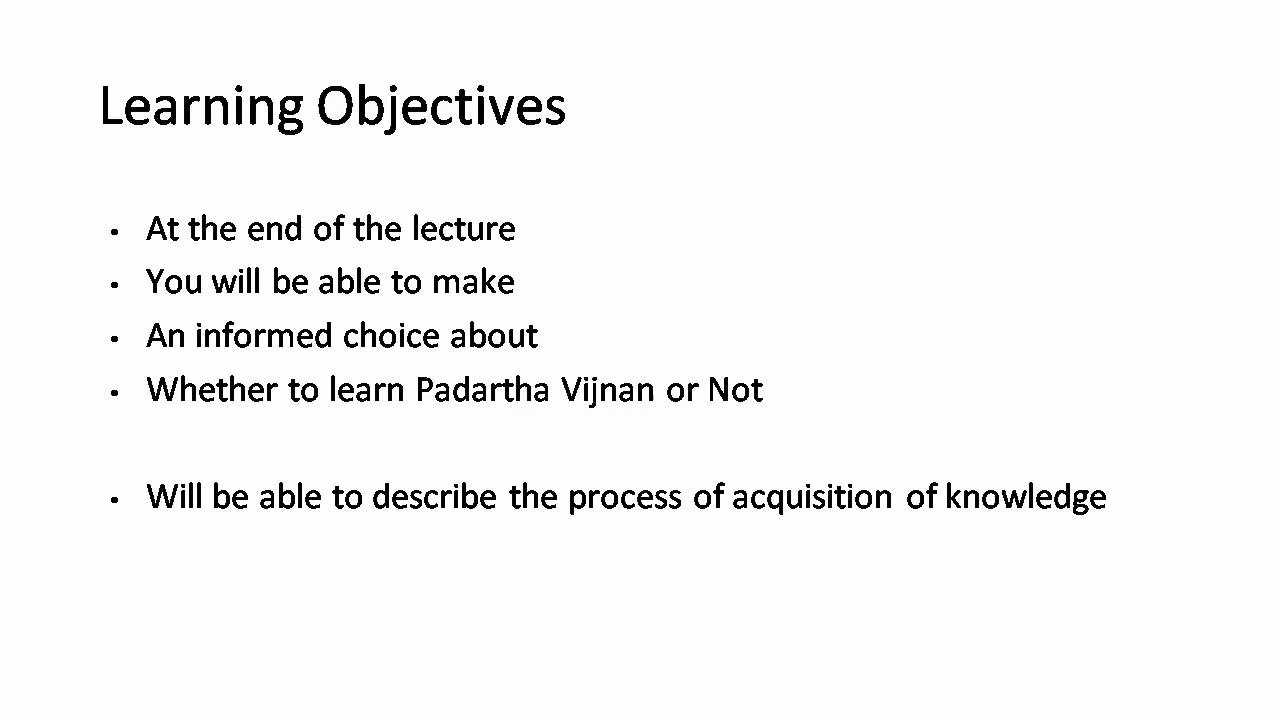 Learning Objectives
• At the end of the lecture
• You will be able to make
• An informed choice about
• Whether to learn Padartha Vijnan or Not
• Will be able to describe the process of acquisition of knowledge